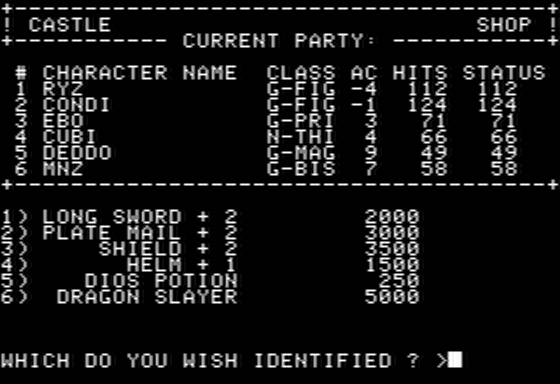 ! CASTLE SHOP !
CURRENT PARTY:
# CHARACTER NAME CLASS AC HITS STATUS
1 RYZ G-FIG -4 112 112
2 CONDI G-FIG -1 124 124
3 EBO G-PRI 3 71 71
4 CUBI N-THI 4 66 66
5 DEDDO G-MAG 9 49 49
6 MNZ G-BIS 7 58 58
1) LONG SWORD + 2 2000
2) PLATE MAIL + 2 3000
3) SHIELD + 2 3500
4) HELM + 1 1500
5) DIOS POTION 250
6) DRAGON SLAYER 5000
WHICH DO YOU WISH IDENTIFIED ? >